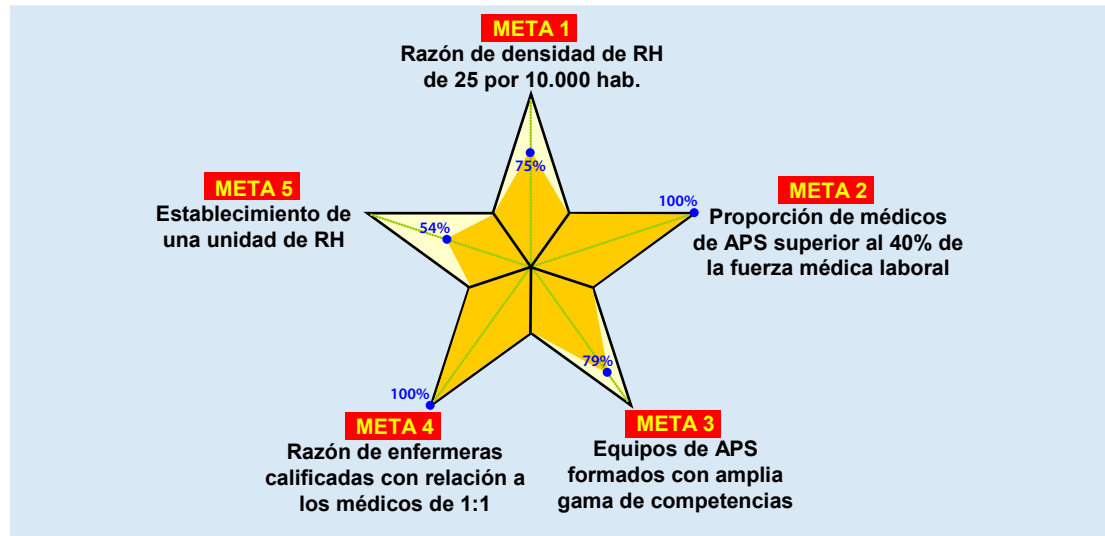 META 1
Razón de densidad de RH
de 25 por 10.000 hab.
75%
META 2
100%
Proporción de médicos
de APS superior al 40% de
la fuerza médica laboral
META 3
79%
Equipos de APS
formados con amplia
gama de competencias
META 4
100%
Razón de enfermeras
calificadas con relación a
los médicos de 1:1
META 5
54%
Establecimiento de
una unidad de RH